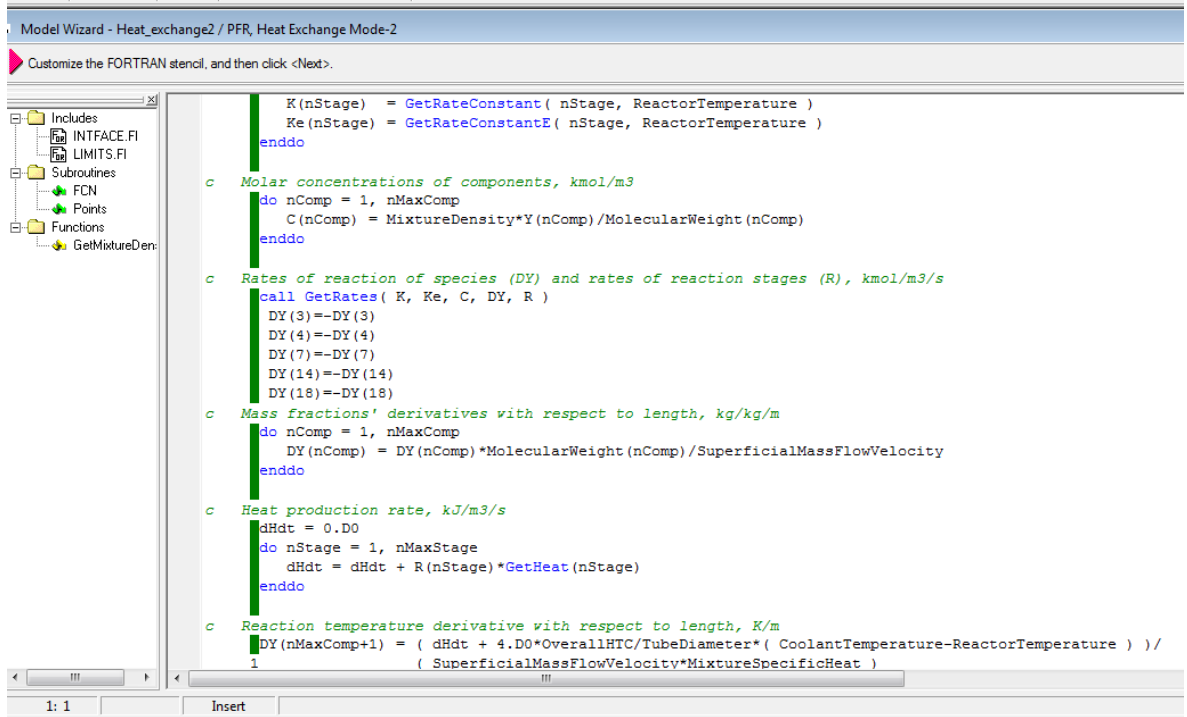 Model Wizard - Heat_exchange2 / PFR, Heat Exchange Mode-2
Customize the FORTRAN stencil, and then click <Next>.
Includes
INTFACE.FI
LIMITS.FI
Subroutines
FCN
Points
Functions
GetMixtureDen
K(nStage)  = GetRateConstant( nStage, ReactorTemperature )
Ke(nStage) = GetRateConstantE( nStage, ReactorTemperature )
enddo
c   Molar concentrations of components, kmol/m3
do nComp = 1, nMaxComp
C(nComp) = MixtureDensity*Y(nComp)/MolecularWeight(nComp)
enddo
c   Rates of reaction of species (DY) and rates of reaction stages (R), kmol/m3/s
call GetRates( K, Ke, C, DY, R )
DY(3)=-DY(3)
DY(4)=-DY(4)
DY(7)=-DY(7)
DY(14)=-DY(14)
DY(18)=-DY(18)
c   Mass fractions' derivatives with respect to length, kg/kg/m
do nComp = 1, nMaxComp
DY(nComp) = DY(nComp)*MolecularWeight(nComp)/SuperficialMassFlowVelocity
enddo
c   Heat production rate, kJ/m3/s
dHdt = 0.D0
do nStage = 1, nMaxStage
dHdt = dHdt + R(nStage)*GetHeat(nStage)
enddo
c   Reaction temperature derivative with respect to length, K/m
DY(nMaxComp+1) = ( dHdt + 4.D0*OverallHTC/TubeDiameter*( CoolantTemperature-ReactorTemperature ) )/
1                ( SuperficialMassFlowVelocity*MixtureSpecificHeat )
1: 1
Insert